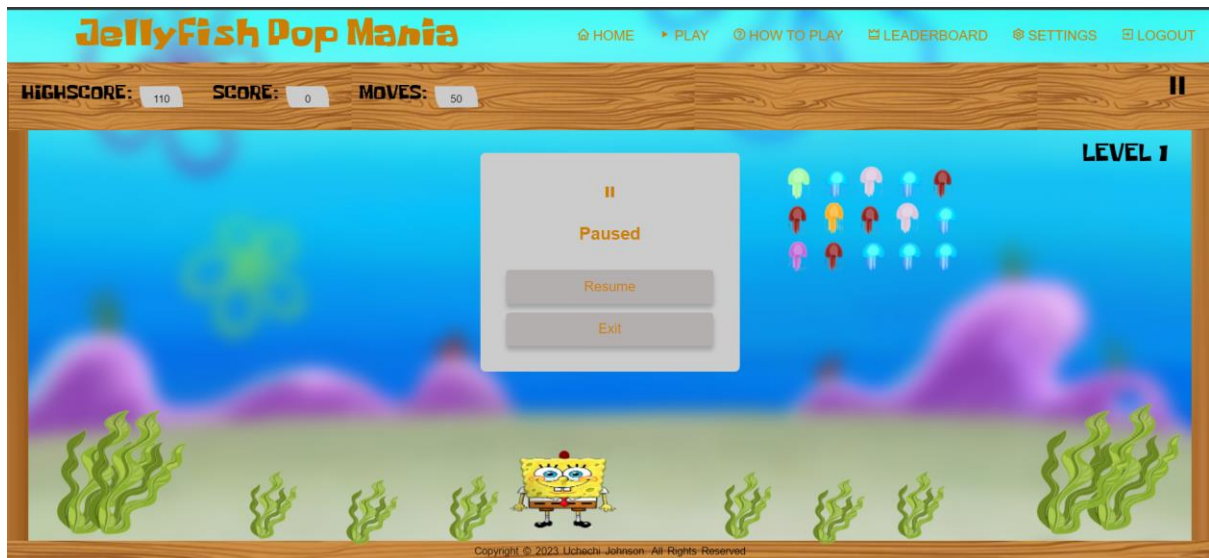 JellyFish Pop Mania
HOME PLAY HOW TO PLAY LEADERBOARD SETTINGS LOGOUT
HIGHSCORE: 110 SCORE: 0 MOVES: 50
LEVEL 1
Paused
Resume
Exit
Copyright © 2023 Uchechi Johnson. All Rights Reserved